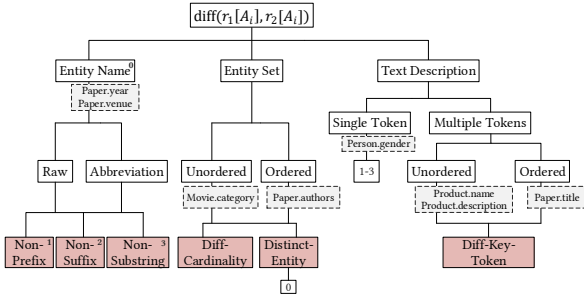 diff(r₁[Aᵢ],r₂[Aᵢ])
Entity Name⁰
Entity Set
Text Description
Paper.year
Paper.venue
Single Token
Multiple Tokens
Person.gender
Raw
Abbreviation
Unordered
Ordered
1-3
Unordered
Ordered
Movie.category
Paper.authors
Product.name
Product.description
Paper.title
Non-¹
Prefix
Non-²
Suffix
Non-³
Substring
Diff-
Cardinality
Distinct-
Entity
Diff-Key-
Token
0